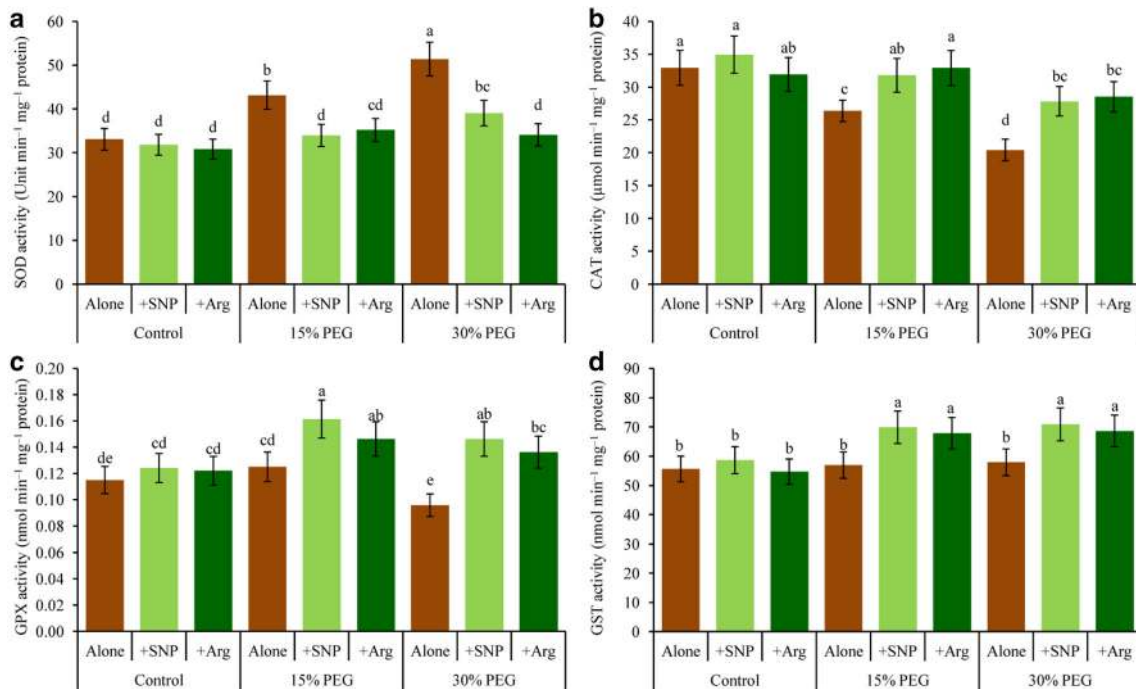 a
SOD activity (Unit min⁻¹ mg⁻¹ protein)
60
50
40
30
20
10
0
d
d
d
b
d
cd
a
bc
d
Alone +SNP +Arg Alone +SNP +Arg Alone +SNP +Arg
Control 15% PEG 30% PEG
b
CAT activity (µmol min⁻¹ mg⁻¹ protein)
40
35
30
25
20
15
10
5
0
a
a
ab
c
ab
a
d
bc
bc
Alone +SNP +Arg Alone +SNP +Arg Alone +SNP +Arg
Control 15% PEG 30% PEG
c
GPX activity (nmol min⁻¹ mg⁻¹ protein)
0.20
0.18
0.16
0.14
0.12
0.10
0.08
0.06
0.04
0.02
0.00
de
cd
cd
cd
a
ab
e
ab
bc
Alone +SNP +Arg Alone +SNP +Arg Alone +SNP +Arg
Control 15% PEG 30% PEG
d
GST activity (nmol min⁻¹ mg⁻¹ protein)
90
80
70
60
50
40
30
20
10
0
b
b
b
b
a
a
b
a
a
Alone +SNP +Arg Alone +SNP +Arg Alone +SNP +Arg
Control 15% PEG 30% PEG